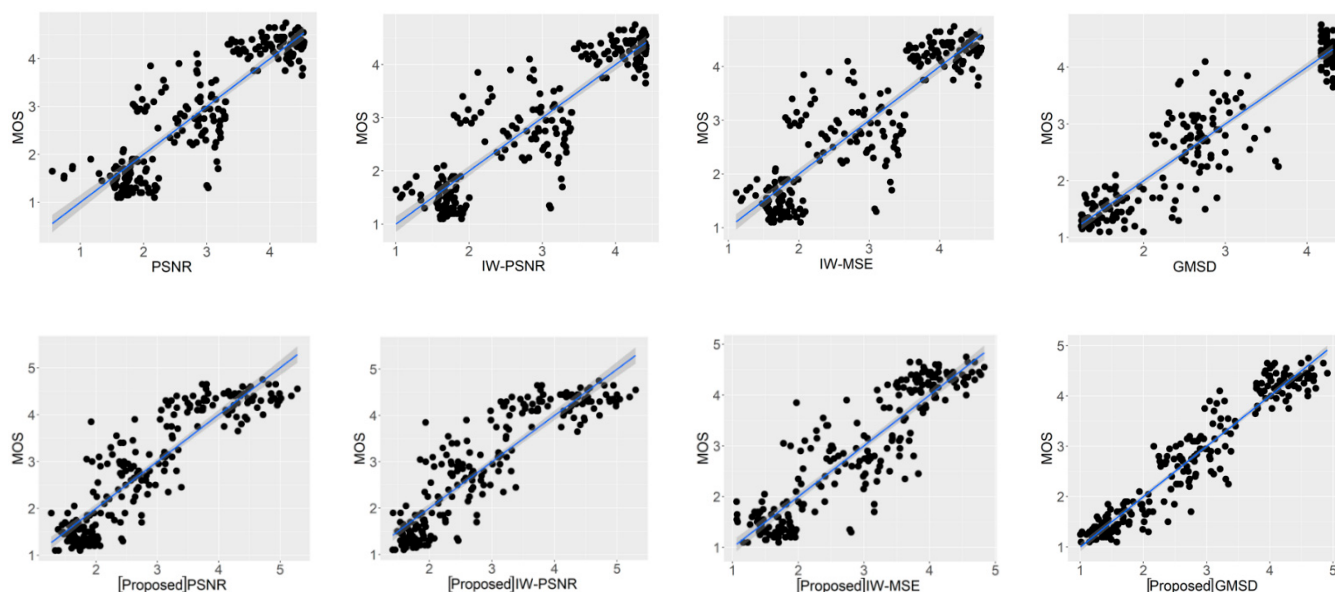 MOS
4
3
2
1
1 2 3 4
PSNR
MOS
4
3
2
1
1 2 3 4
IW-PSNR
MOS
4
3
2
1
1 2 3 4
IW-MSE
MOS
4
3
2
1
2 3 4
GMSD
MOS
5
4
3
2
1
2 3 4 5
[Proposed]PSNR
MOS
5
4
3
2
1
2 3 4 5
[Proposed]IW-PSNR
MOS
5
4
3
2
1
1 2 3 4 5
[Proposed]IW-MSE
MOS
5
4
3
2
1
1 2 3 4 5
[Proposed]GMSD